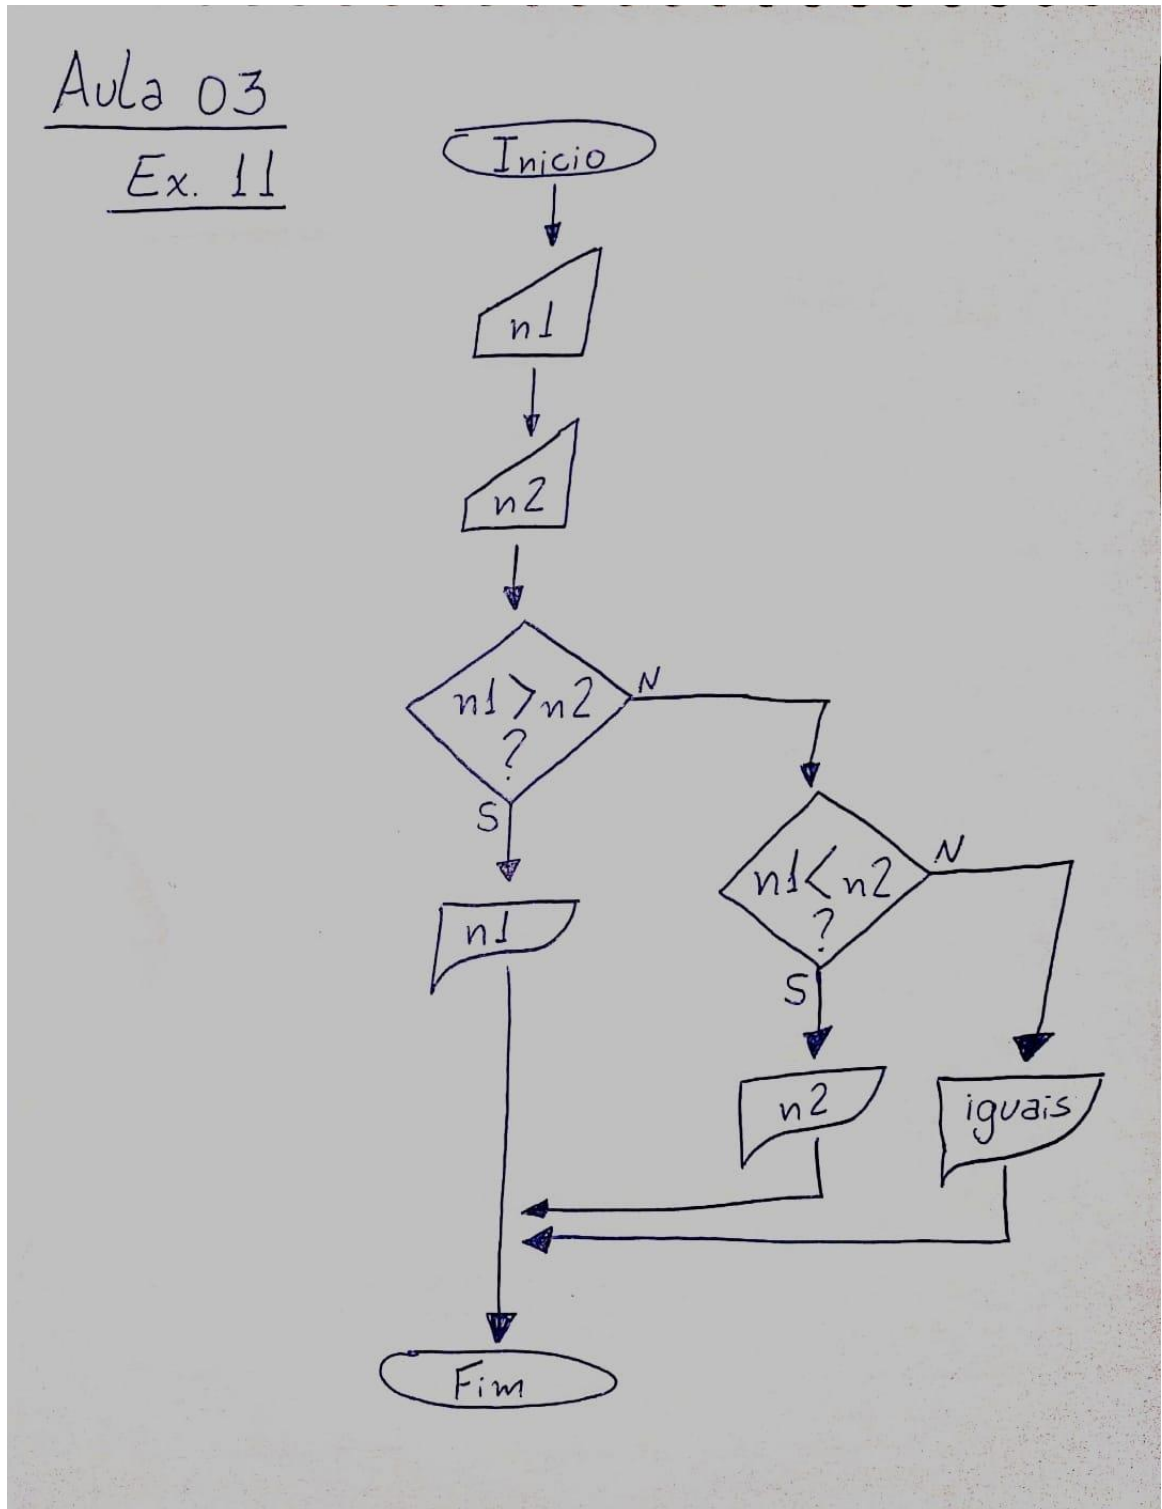 Aula 03
Ex. 11
Inicio
n1
n2
n1>n2
?
N
S
n1
n1<n2
?
N
S
n2
iguais
Fim